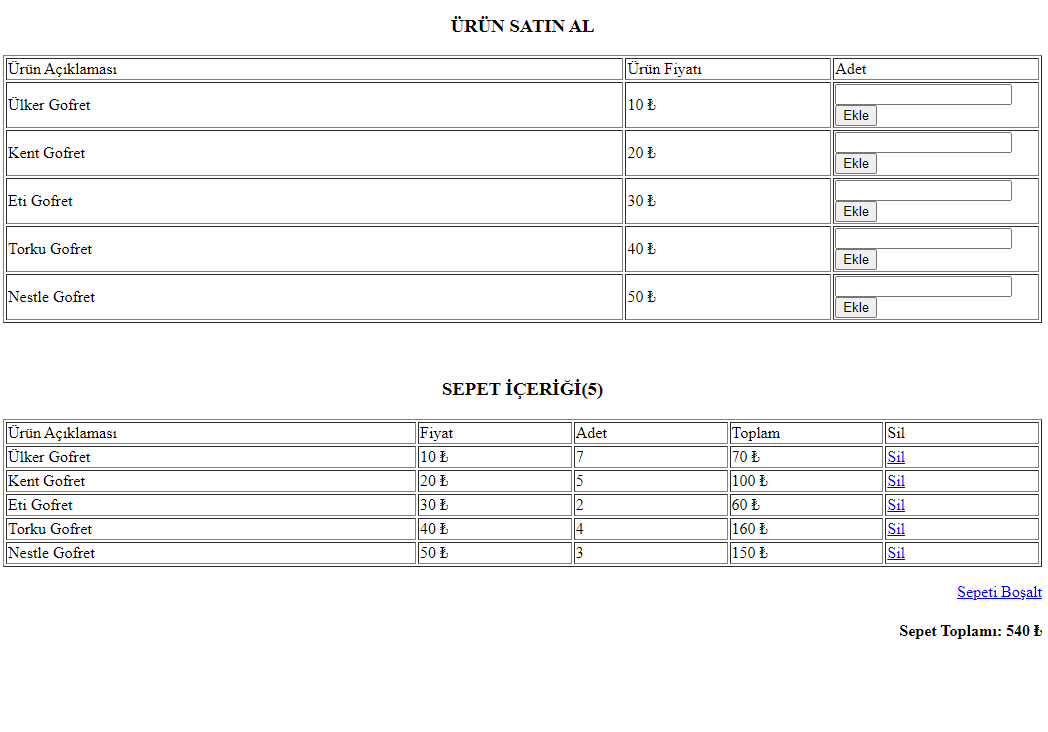 ÜRÜN SATIN AL
Ürün Açıklaması Ürün Fiyatı Adet
Ülker Gofret 10 ₺
Ekle
Kent Gofret 20 ₺
Ekle
Eti Gofret 30 ₺
Ekle
Torku Gofret 40 ₺
Ekle
Nestle Gofret 50 ₺
Ekle
SEPET İÇERİĞİ(5)
Ürün Açıklaması Fiyat Adet Toplam Sil
Ülker Gofret 10 ₺ 7 70 ₺ Sil
Kent Gofret 20 ₺ 5 100 ₺ Sil
Eti Gofret 30 ₺ 2 60 ₺ Sil
Torku Gofret 40 ₺ 4 160 ₺ Sil
Nestle Gofret 50 ₺ 3 150 ₺ Sil
Sepeti Boşalt
Sepet Toplamı: 540 ₺